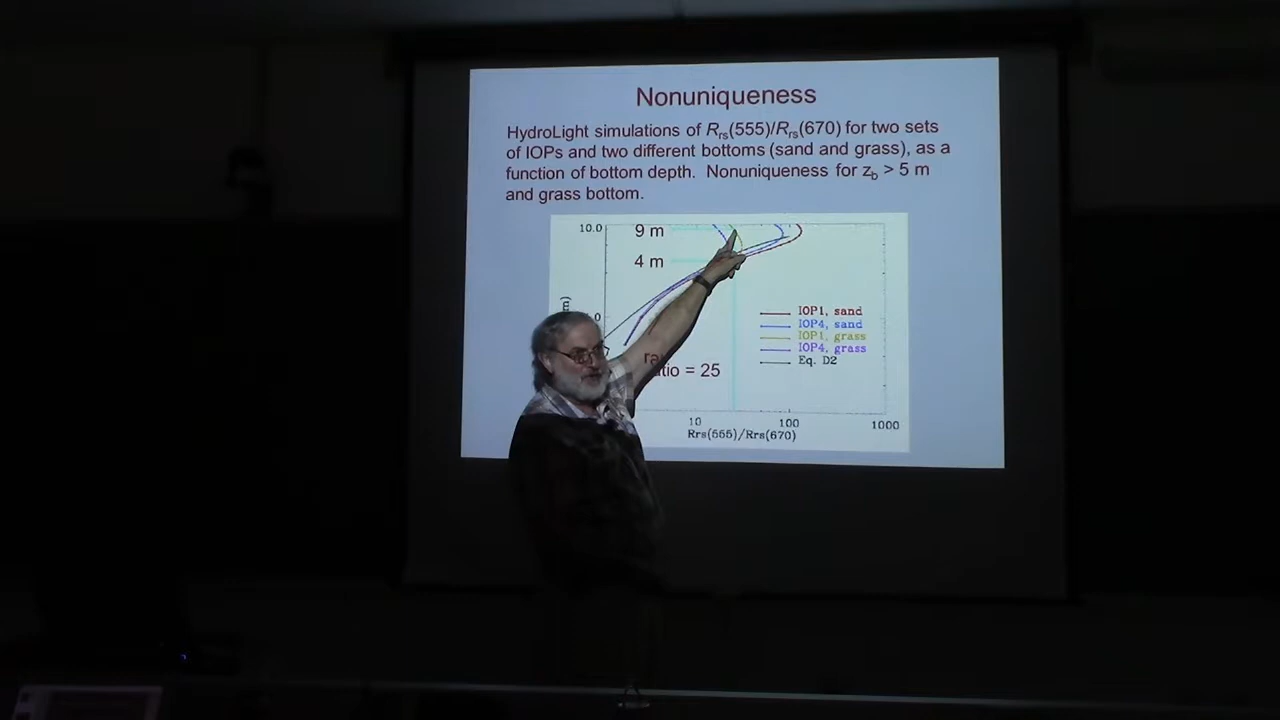 Nonuniqueness
HydroLight simulations of Rrs(555)/Rrs(670) for two sets
of IOPs and two different bottoms (sand and grass), as a
function of bottom depth. Nonuniqueness for zb > 5 m
and grass bottom.
10.0
9 m
4 m
IOP1, sand
IOP4, sand
IOP1, grass
IOP4, grass
Eq. D2
= 25
10
100
1000
Rrs(555)/Rrs(670)